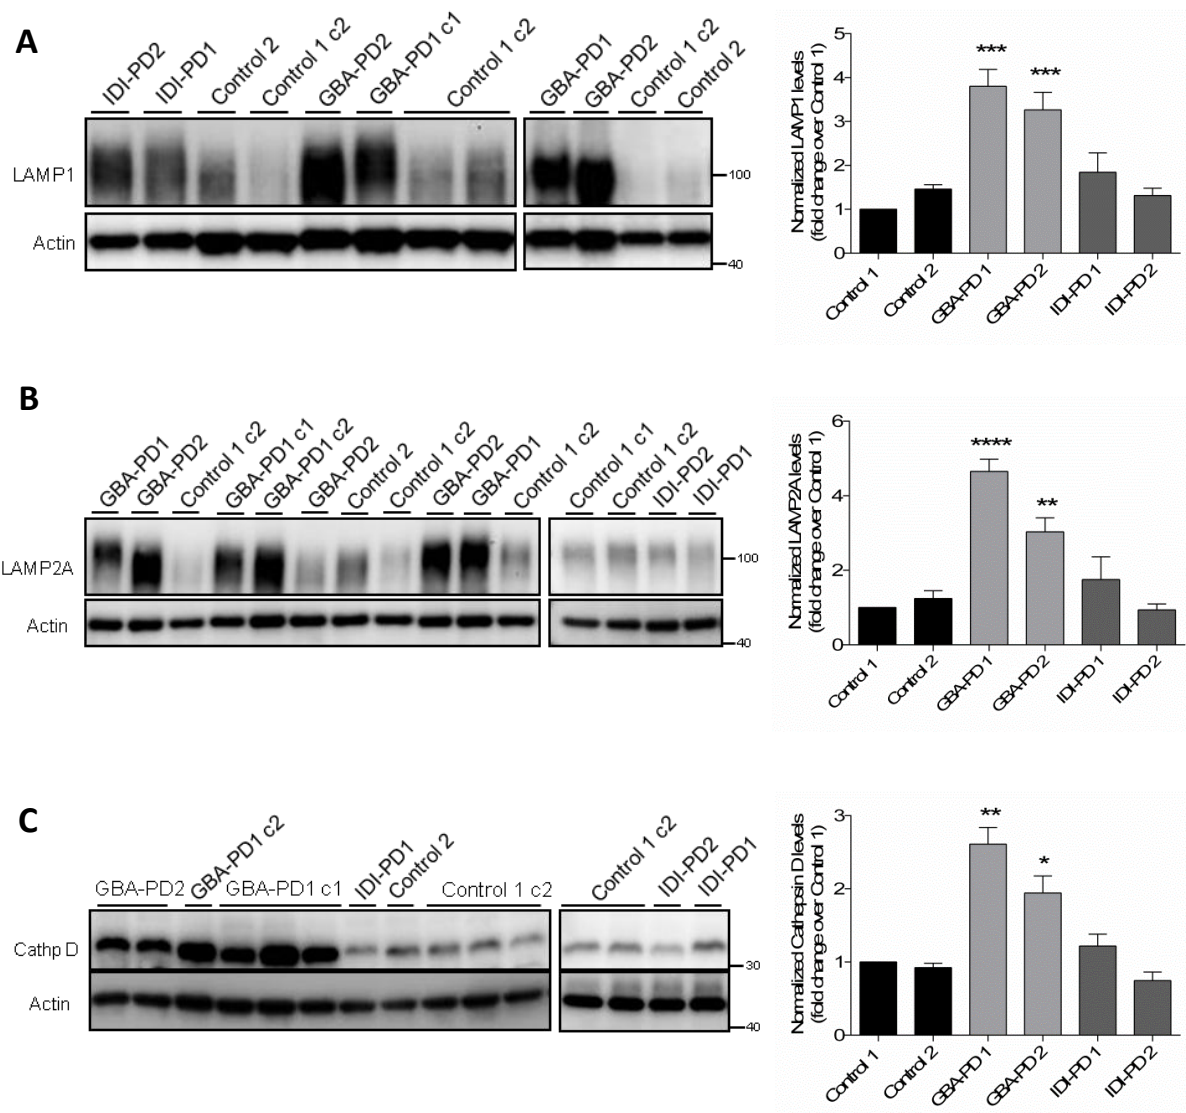 A
IDI-PD2 IDI-PD1 Control 2 Control 1 c2 GBA-PD2 GBA-PD1 c1 Control 1 c2 GBA-PD1 GBA-PD2 Control 1 c2 Control 2
LAMP1
100
Actin
40
Normalized LAMP1 levels
(fold change over Control 1)
5
4
3
2
1
0
*** ***
Control 1 Control 2 GBA-PD1 GBA-PD2 IDI-PD1 IDI-PD2
B
GBA-PD1 GBA-PD2 Control 1 c2 GBA-PD1 c1 GBA-PD1 c2 GBA-PD2 Control 2 Control 1 c2 GBA-PD2 GBA-PD1 Control 1 c2 Control 1 c1 Control 1 c2 IDI-PD2 IDI-PD1
LAMP2A
100
Actin
40
Normalized LAMP2A levels
(fold change over Control 1)
6
4
2
0
**** **
Control 1 Control 2 GBA-PD1 GBA-PD2 IDI-PD1 IDI-PD2
C
GBA-PD2 GBA-PD1 c2 GBA-PD1 c1 IDI-PD1 Control 2 Control 1 c2 Control 1 c2 IDI-PD2 IDI-PD1
Cathp D
30
Actin
40
Normalized Cathepsin D levels
(fold change over Control 1)
3
2
1
0
** *
Control 1 Control 2 GBA-PD1 GBA-PD2 IDI-PD1 IDI-PD2